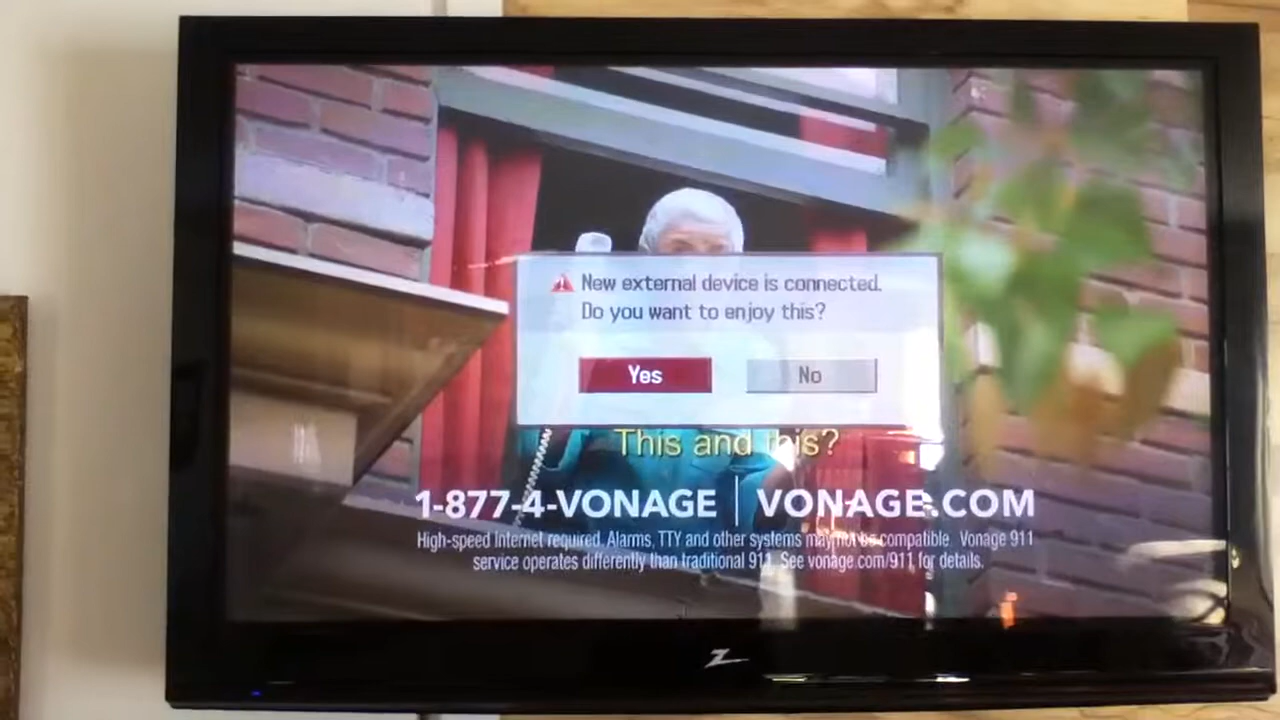 New external device is connected.
Do you want to enjoy this?
Yes No
This and this?
1-877-4-VONAGE | VONAGE.COM
High-speed Internet required. Alarms, TTY and other systems may not be compatible. Vonage 911
service operates differently than traditional 911. See vonage.com/911 for details.